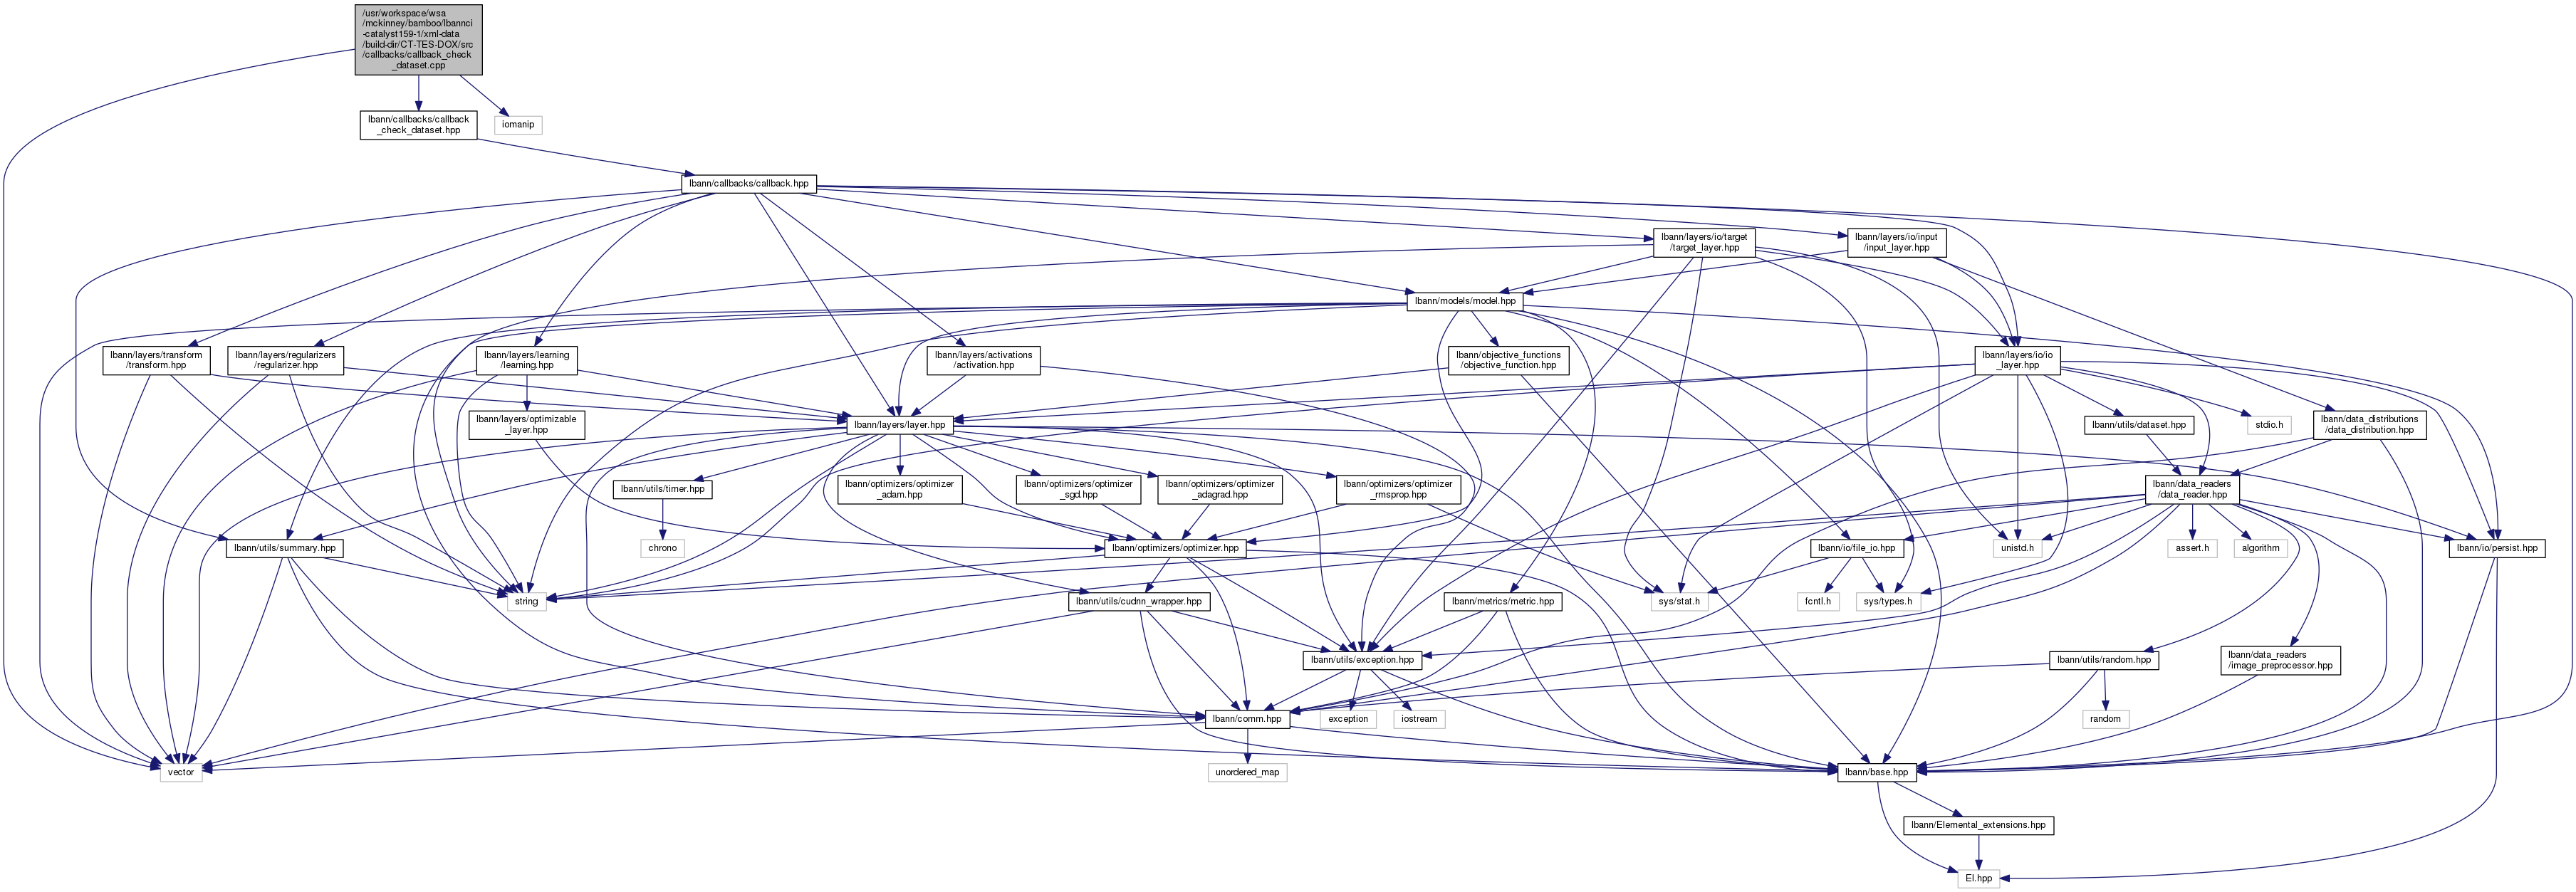 /usr/workspace/wsa
/mckinney/bamboo/lbannci
-catalyst159-1/xml-data
/build-dir/CT-TES-DOX/src
/callbacks/callback_check
_dataset.cpp
lbann/callbacks/callback
_check_dataset.hpp
iomanip
lbann/callbacks/callback.hpp
lbann/layers/io/target
/target_layer.hpp
lbann/layers/io/input
/input_layer.hpp
lbann/models/model.hpp
lbann/layers/transform
/transform.hpp
lbann/layers/regularizers
/regularizer.hpp
lbann/layers/learning
/learning.hpp
lbann/layers/activations
/activation.hpp
lbann/objective_functions
/objective_function.hpp
lbann/layers/io/io
_layer.hpp
lbann/layers/optimizable
_layer.hpp
lbann/layers/layer.hpp
lbann/utils/dataset.hpp
stdio.h
lbann/data_distributions
/data_distribution.hpp
lbann/utils/timer.hpp
lbann/optimizers/optimizer
_adam.hpp
lbann/optimizers/optimizer
_sgd.hpp
lbann/optimizers/optimizer
_adagrad.hpp
lbann/optimizers/optimizer
_rmsprop.hpp
lbann/data_readers
/data_reader.hpp
lbann/utils/summary.hpp
chrono
lbann/optimizers/optimizer.hpp
lbann/io/file_io.hpp
unistd.h
assert.h
algorithm
lbann/io/persist.hpp
string
lbann/utils/cudnn_wrapper.hpp
lbann/metrics/metric.hpp
sys/stat.h
fcntl.h
sys/types.h
lbann/utils/exception.hpp
lbann/utils/random.hpp
lbann/data_readers
/image_preprocessor.hpp
lbann/comm.hpp
exception
iostream
random
vector
unordered_map
lbann/base.hpp
lbann/Elemental_extensions.hpp
El.hpp